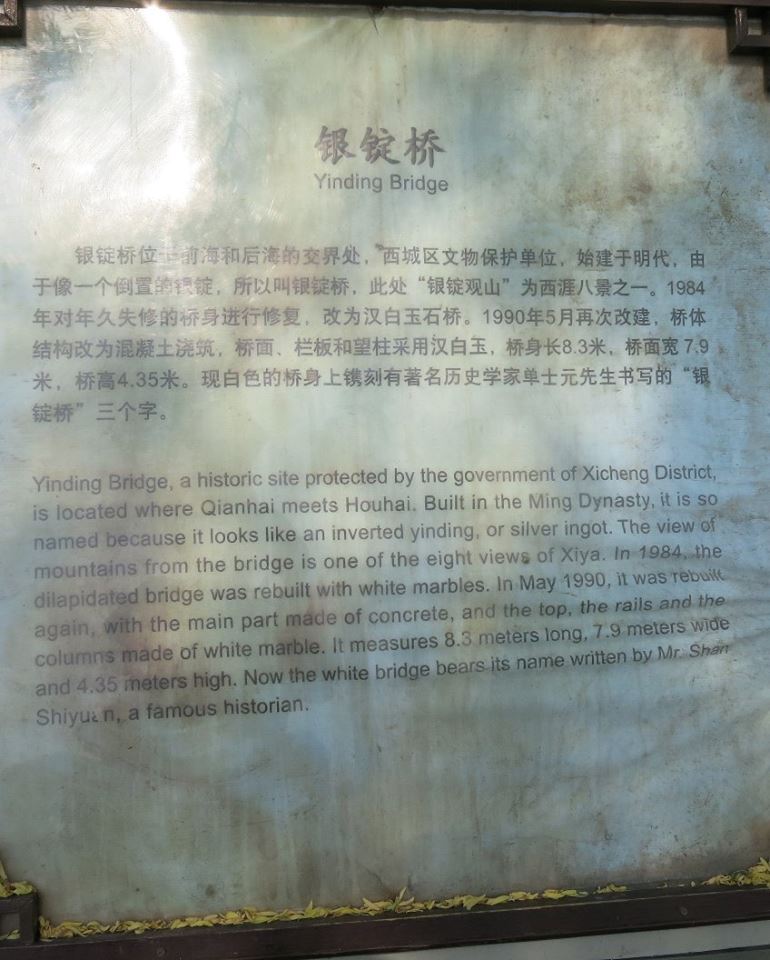 银锭桥
Yinding Bridge
银锭桥位于前海和后海的交界处，西城区文物保护单位，始建于明代，由
于像一个倒置的银锭，所以叫银锭桥，此处“银锭观山”为西涯八景之一。1984
年对年久失修的桥身进行修复，改为汉白玉石桥。1990年5月再次改建，桥体
结构改为混凝土浇筑，桥面、栏板和望柱采用汉白玉，桥身长8.3米，桥面宽7.9
米，桥高4.35米。现白色的桥身上镌刻有著名历史学家单士元先生书写的“银
锭桥”三个字。
Yinding Bridge, a historic site protected by the government of Xicheng District,
is located where Qianhai meets Houhai. Built in the Ming Dynasty, it is so
named because it looks like an inverted yinding, or silver ingot. The view of
mountains from the bridge is one of the eight views of Xiya. In 1984, the
dilapidated bridge was rebuilt with white marbles. In May 1990, it was rebuilt
again, with the main part made of concrete, and the top, the rails and the
columns made of white marble. It measures 8.3 meters long, 7.9 meters wide
and 4.35 meters high. Now the white bridge bears its name written by Mr. Shan
Shiyuan, a famous historian.